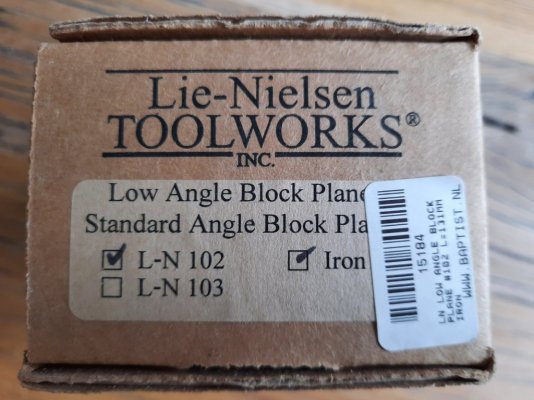 Lie-Nielsen
TOOLWORKS®
INC.
Low Angle Block Plane
Standard Angle Block Pla
L-N 102
Iron
L-N 103
15184
LN LOW ANGLE BLOCK
PLANE #102 L=131MM
IRON
WWW.BAPTIST.NL